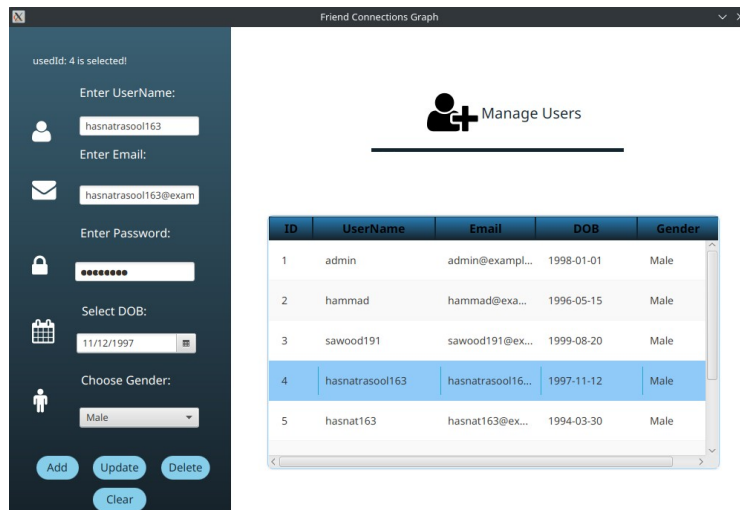 Friend Connections Graph
usedId: 4 is selected!
Enter UserName:
hasnatrasool163
Enter Email:
hasnatrasool163@exam
Enter Password:
●●●●●●●●
Select DOB:
11/12/1997
Choose Gender:
Male
Add Update Delete
Clear
Manage Users
ID UserName Email DOB Gender
1 admin admin@exampl... 1998-01-01 Male
2 hammad hammad@exa... 1996-05-15 Male
3 sawood191 sawood191@ex... 1999-08-20 Male
4 hasnatrasool163 hasnatrasool16... 1997-11-12 Male
5 hasnat163 hasnat163@ex... 1994-03-30 Male